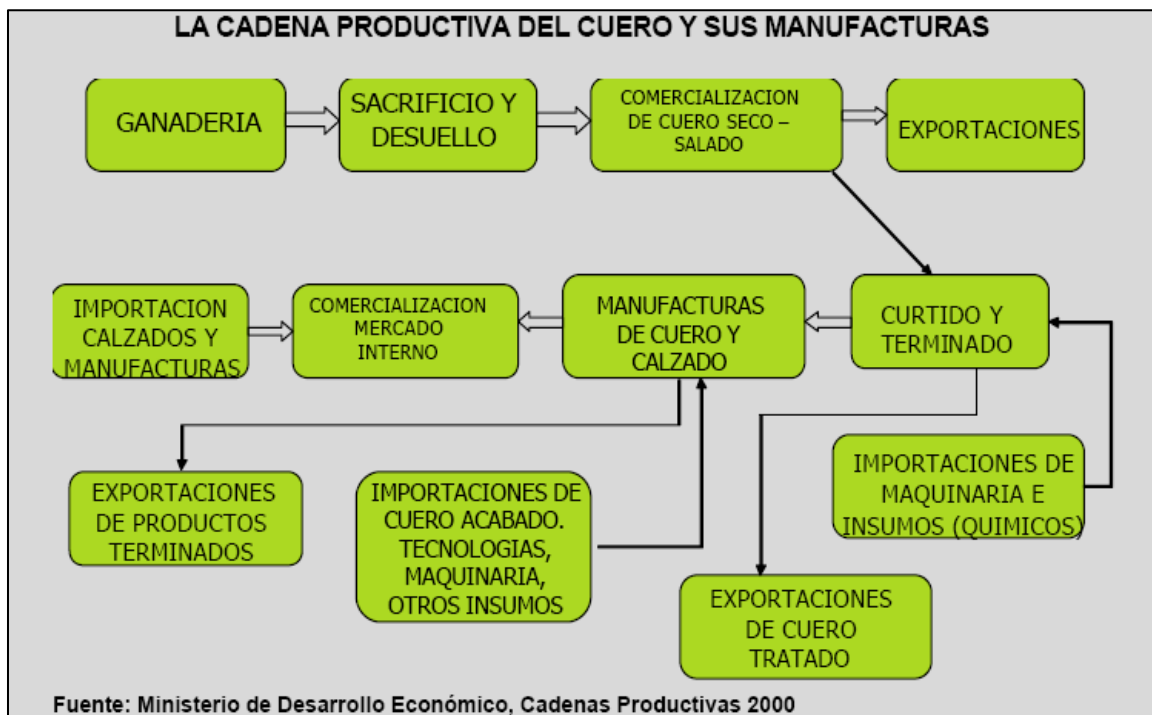 LA CADENA PRODUCTIVA DEL CUERO Y SUS MANUFACTURAS
GANADERIA
SACRIFICIO Y
DESUELLO
COMERCIALIZACION
DE CUERO SECO –
SALADO
EXPORTACIONES
IMPORTACION
CALZADOS Y
MANUFACTURAS
COMERCIALIZACION
MERCADO
INTERNO
MANUFACTURAS
DE CUERO Y
CALZADO
CURTIDO Y
TERMINADO
EXPORTACIONES
DE PRODUCTOS
TERMINADOS
IMPORTACIONES DE
CUERO ACABADO.
TECNOLOGIAS,
MAQUINARIA,
OTROS INSUMOS
IMPORTACIONES DE
MAQUINARIA E
INSUMOS (QUIMICOS)
EXPORTACIONES
DE CUERO
TRATADO
Fuente: Ministerio de Desarrollo Económico, Cadenas Productivas 2000